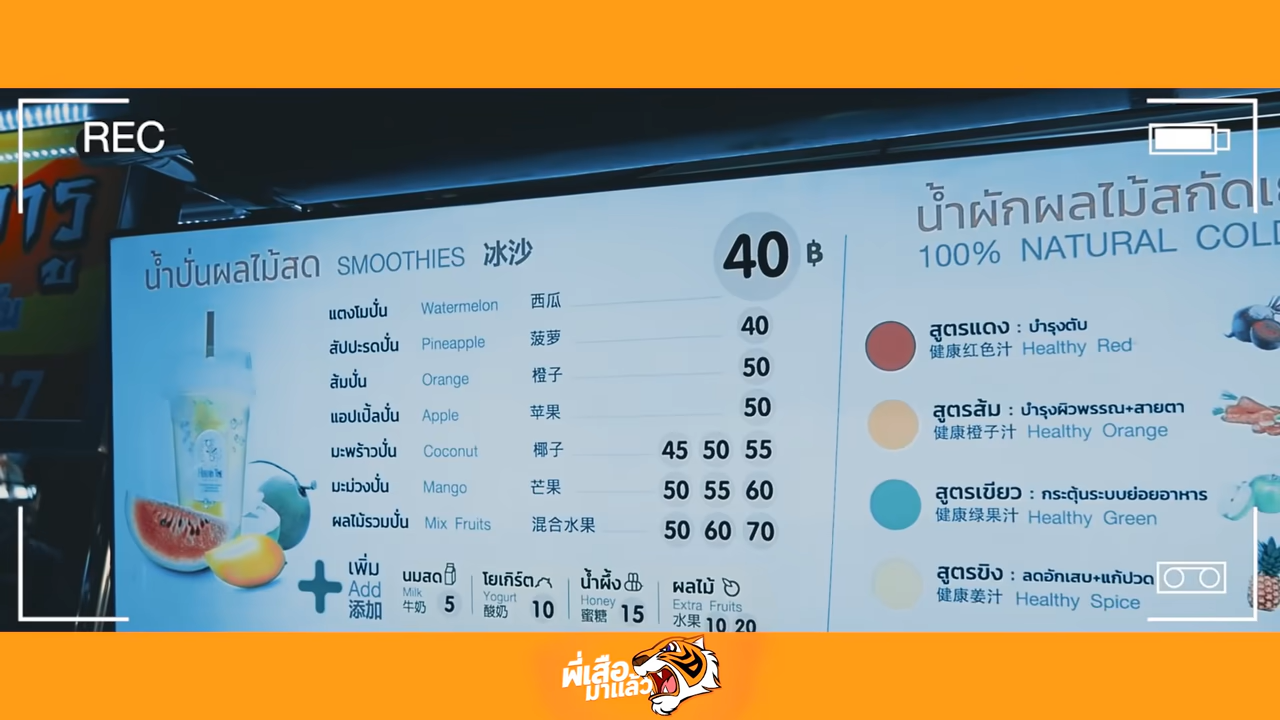 REC
น้ำปั่นผลไม้สด SMOOTHIES 冰沙 40 ฿
แตงโมปั่น Watermelon 西瓜
สัปปะรดปั่น Pineapple 菠萝 40
ส้มปั่น Orange 橙子 50
แอปเปิ้ลปั่น Apple 苹果 50
มะพร้าวปั่น Coconut 椰子 45 50 55
มะม่วงปั่น Mango 芒果 50 55 60
ผลไม้รวมปั่น Mix Fruits 混合水果 50 60 70
เพิ่ม
Add
添加
นมสด
Milk
牛奶 5
โยเกิร์ต
Yogurt
酸奶 10
น้ำผึ้ง
Honey
蜜糖 15
ผลไม้
Extra Fruits
水果 10 20
น้ำผักผลไม้สกัด
100% NATURAL COLD
สูตรแดง : บำรุงตับ
健康红色汁 Healthy Red
สูตรส้ม : บำรุงผิวพรรณ+สายตา
健康橙子汁 Healthy Orange
สูตรเขียว : กระตุ้นระบบย่อยอาหาร
健康绿果汁 Healthy Green
สูตรขิง : ลดอักเสบ+แก้ปวด
健康姜汁 Healthy Spice
พี่เสือ
มาแล้ว